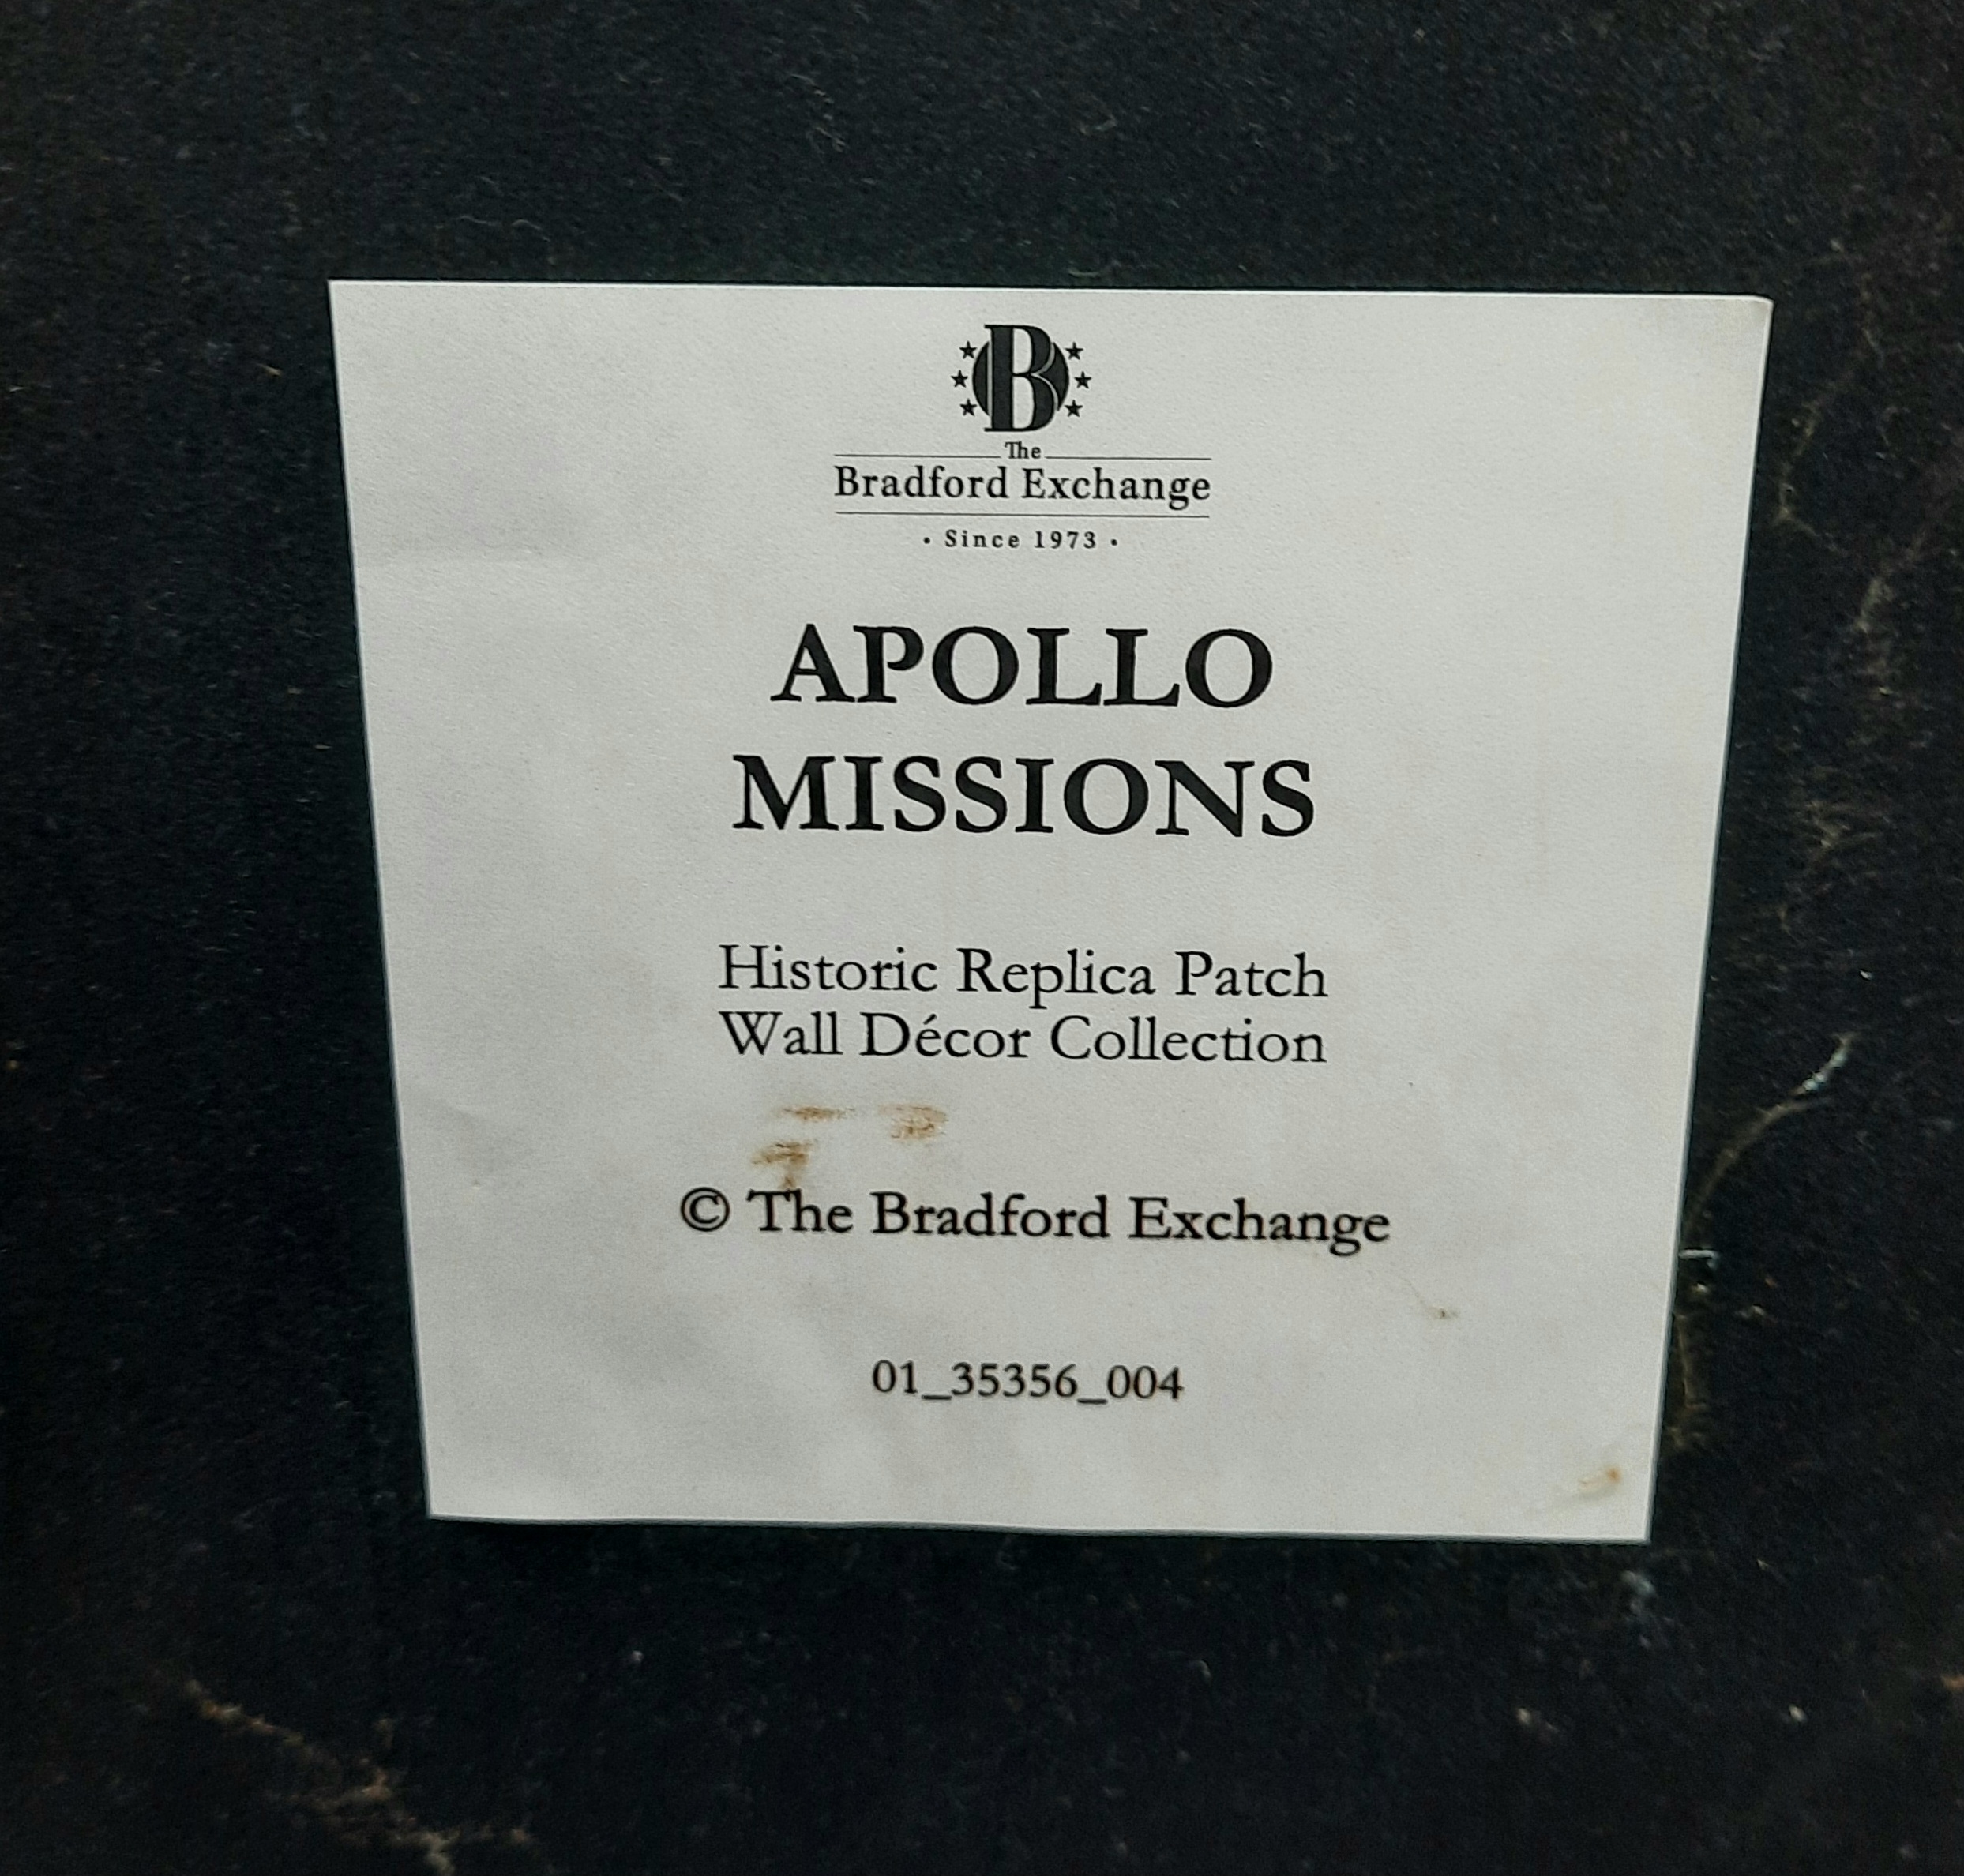 B
The
Bradford Exchange
• Since 1973 •
APOLLO
MISSIONS
Historic Replica Patch
Wall Décor Collection
© The Bradford Exchange
01_35356_004